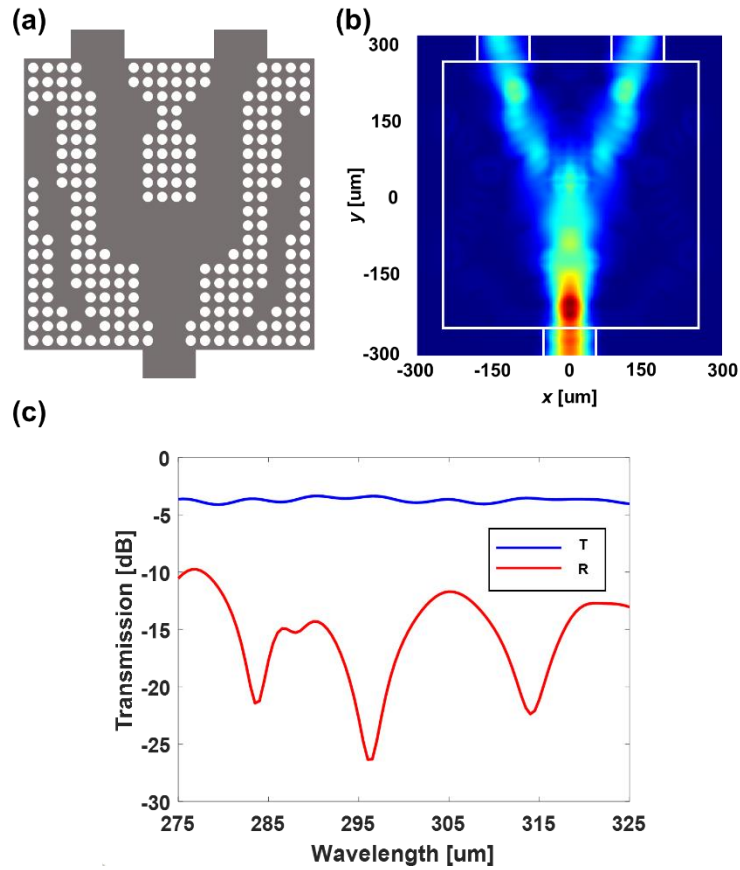 (a)
(b)
300
150
0
-150
-300
y [um]
-300 -150 0 150 300
x [um]
(c)
0
-5
-10
-15
-20
-25
-30
Transmission [dB]
T
R
275 285 295 305 315 325
Wavelength [um]